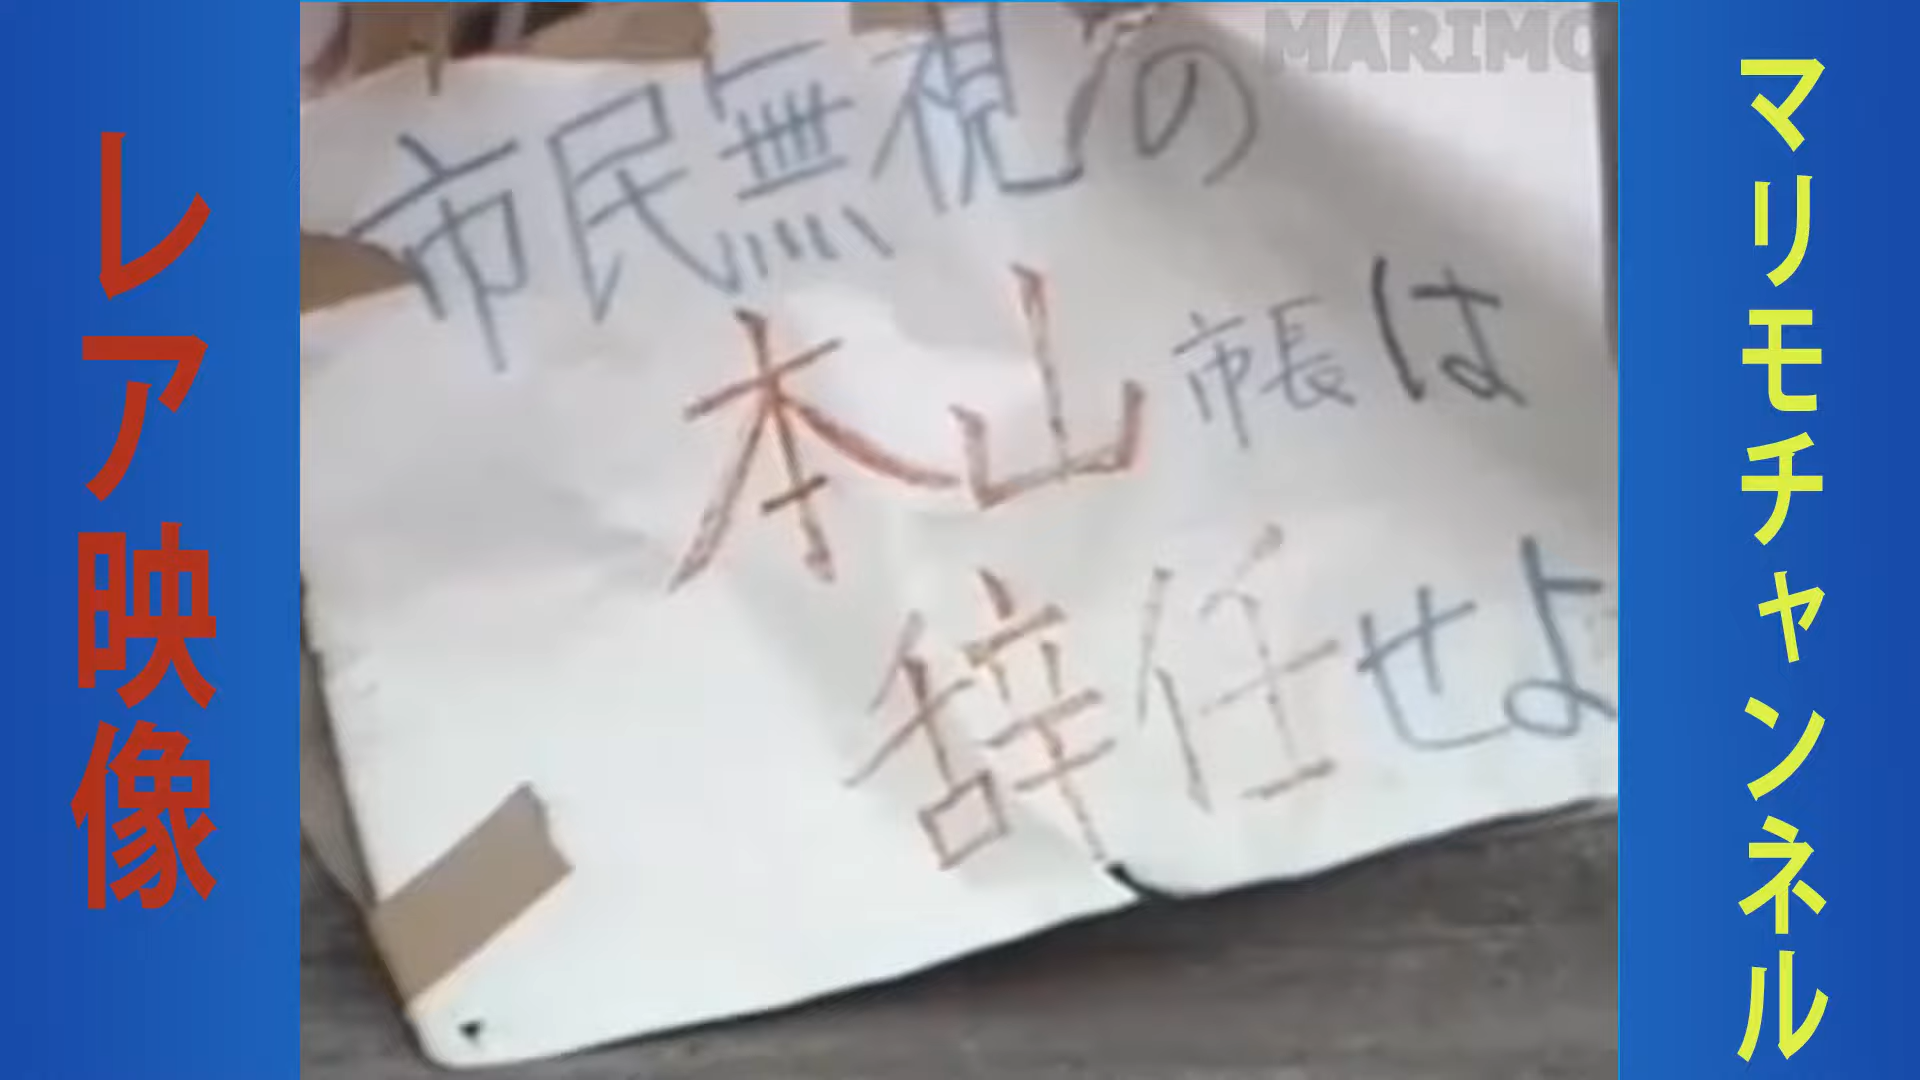 レア映像
MARIMO
市民無視の
本山市長は
辞任せよ
マリモチャンネル